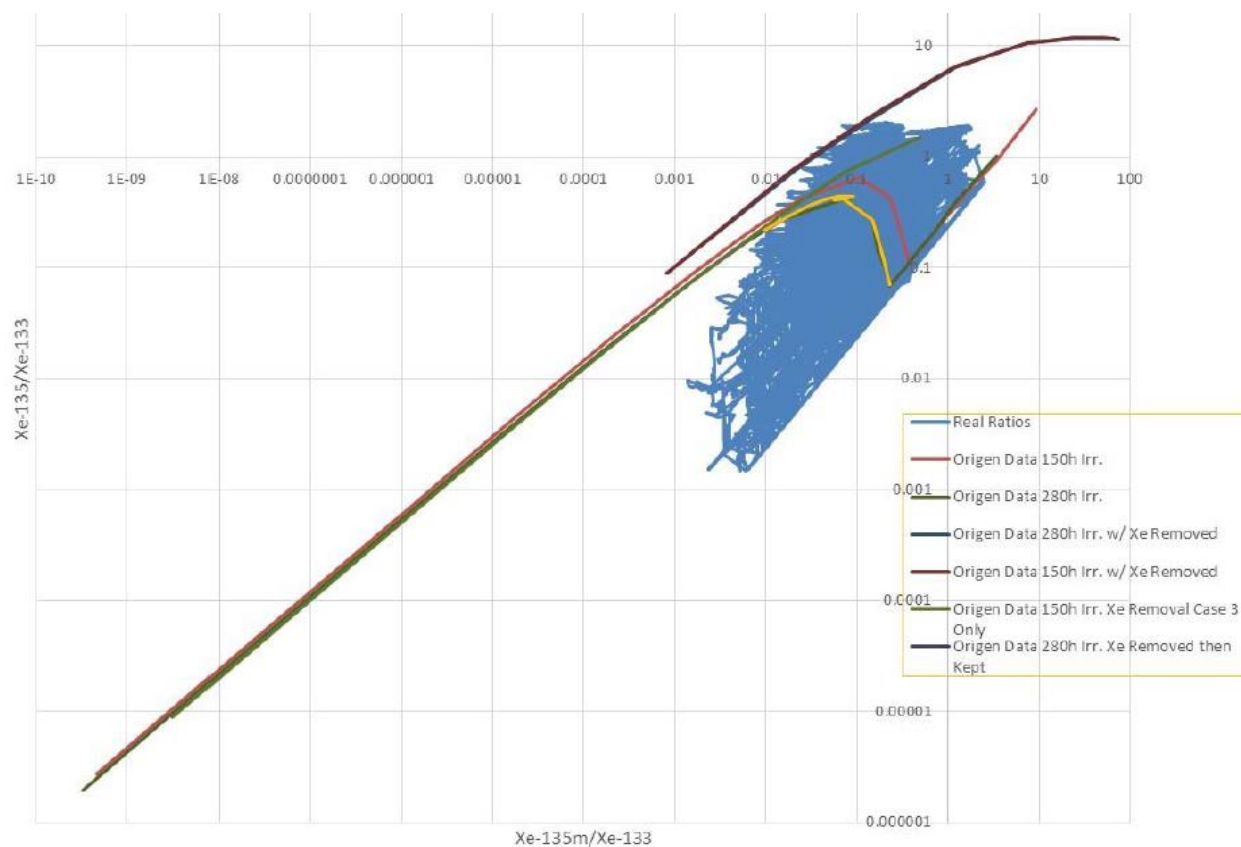 10
1
1E-10 1E-09 1E-08 0.0000001 0.000001 0.00001 0.0001 0.001 0.01 0.1 1 10 100
0.1
0.01
0.001
0.0001
0.00001
0.000001
Xe-135/Xe-133
Xe-135m/Xe-133
Real Ratios
Origen Data 150h Irr.
Origen Data 280h Irr.
Origen Data 280h Irr. w/ Xe Removed
Origen Data 150h Irr. w/ Xe Removed
Origen Data 150h Irr. Xe Removal Case 3
Only
Origen Data 280h Irr. Xe Removed then
Kept